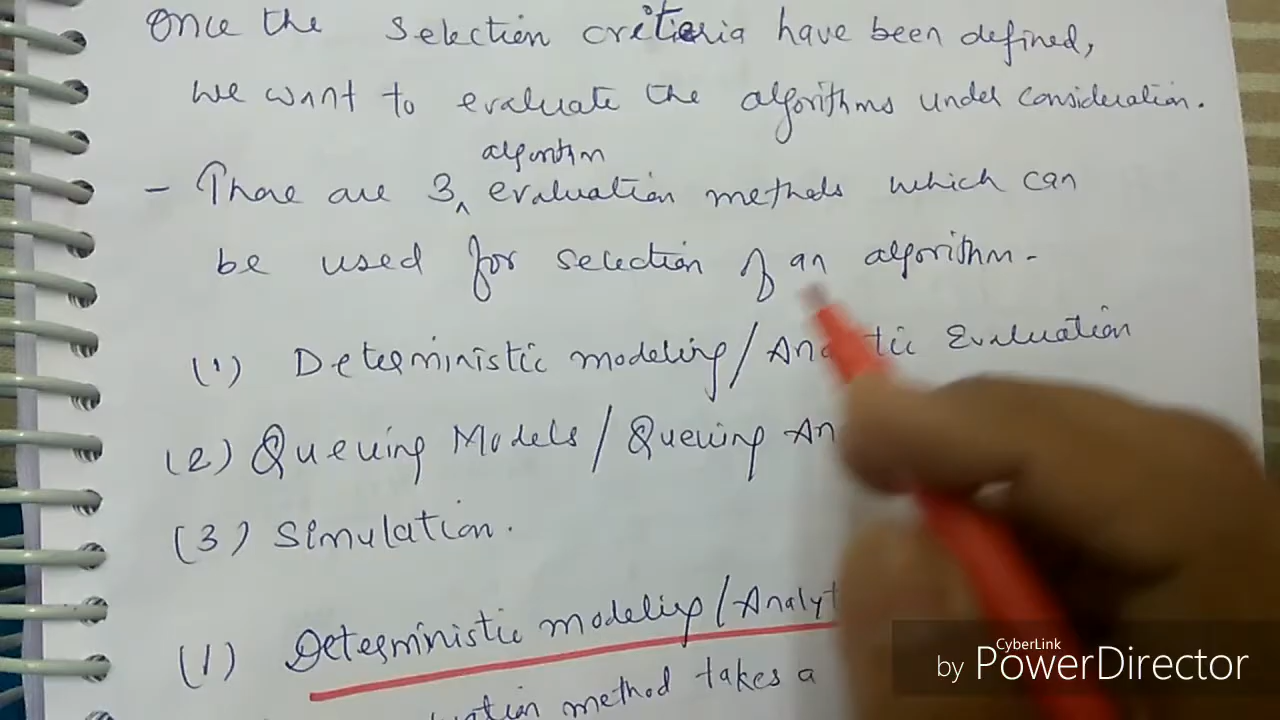 Once the selection criteria have been defined,
we want to evaluate the algorithms under consideration.
algorithm
- There are 3 ^ evaluation methods which can
be used for selection of an algorithm.
(1) Deterministic modeling / Analytic Evaluation
(2) Queuing Models / Queuing An
(3) Simulation.
(1) Deterministic modeling / Analyt
method takes a
CyberLink
by PowerDirector